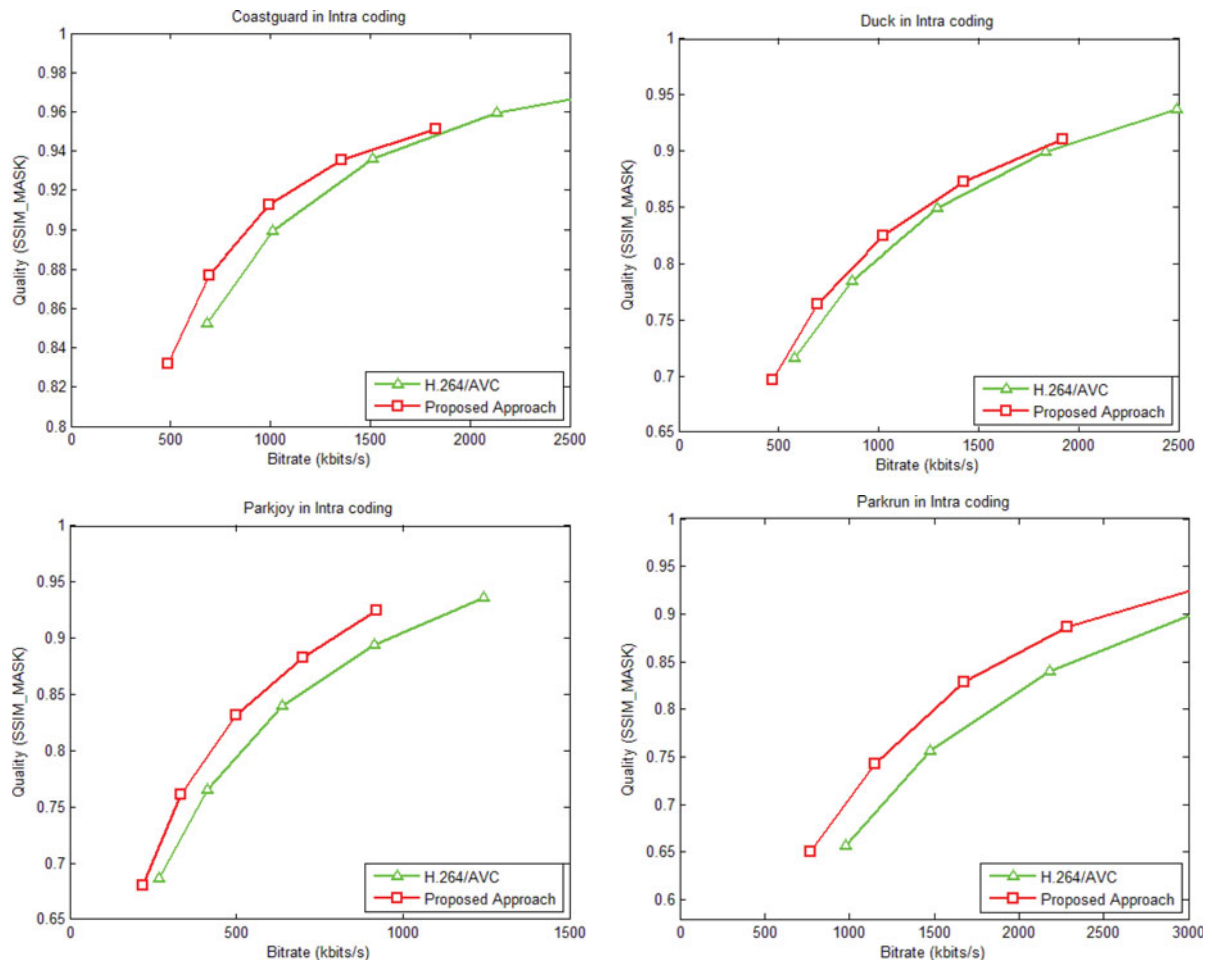 Coastguard in Intra coding
1
0.98
0.96
0.94
0.92
0.9
0.88
0.86
0.84
0.82
0.8
Quality (SSIM_MASK)
H.264/AVC
Proposed Approach
0 500 1000 1500 2000 2500
Bitrate (kbits/s)
Duck in Intra coding
1
0.95
0.9
0.85
0.8
0.75
0.7
0.65
Quality (SSIM_MASK)
H.264/AVC
Proposed Approach
0 500 1000 1500 2000 2500
Bitrate (kbits/s)
Parkjoy in Intra coding
1
0.95
0.9
0.85
0.8
0.75
0.7
0.65
Quality (SSIM_MASK)
H.264/AVC
Proposed Approach
0 500 1000 1500
Bitrate (kbits/s)
Parkrun in Intra coding
1
0.95
0.9
0.85
0.8
0.75
0.7
0.65
0.6
Quality (SSIM_MASK)
H.264/AVC
Proposed Approach
0 500 1000 1500 2000 2500 3000
Bitrate (kbits/s)